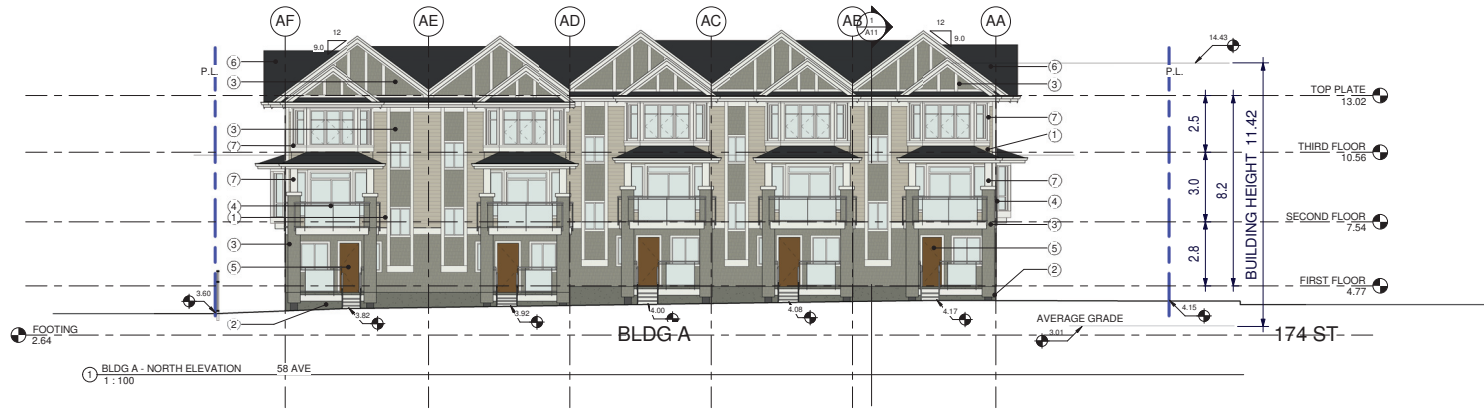 AF
AE
AD
AC
AB
AA
1
A11
12
9.0
12
9.0
P.L.
P.L.
14.43
6
3
3
7
7
4
1
3
5
2
6
3
7
1
7
4
3
5
2
TOP PLATE
13.02
THIRD FLOOR
10.56
SECOND FLOOR
7.54
FIRST FLOOR
4.77
2.5
3.0
2.8
8.2
BUILDING HEIGHT 11.42
3.60
3.82
3.92
4.00
4.08
4.17
4.15
AVERAGE GRADE
3.01
FOOTING
2.64
BLDG A
174 ST
1
BLDG A - NORTH ELEVATION
58 AVE
1 : 100